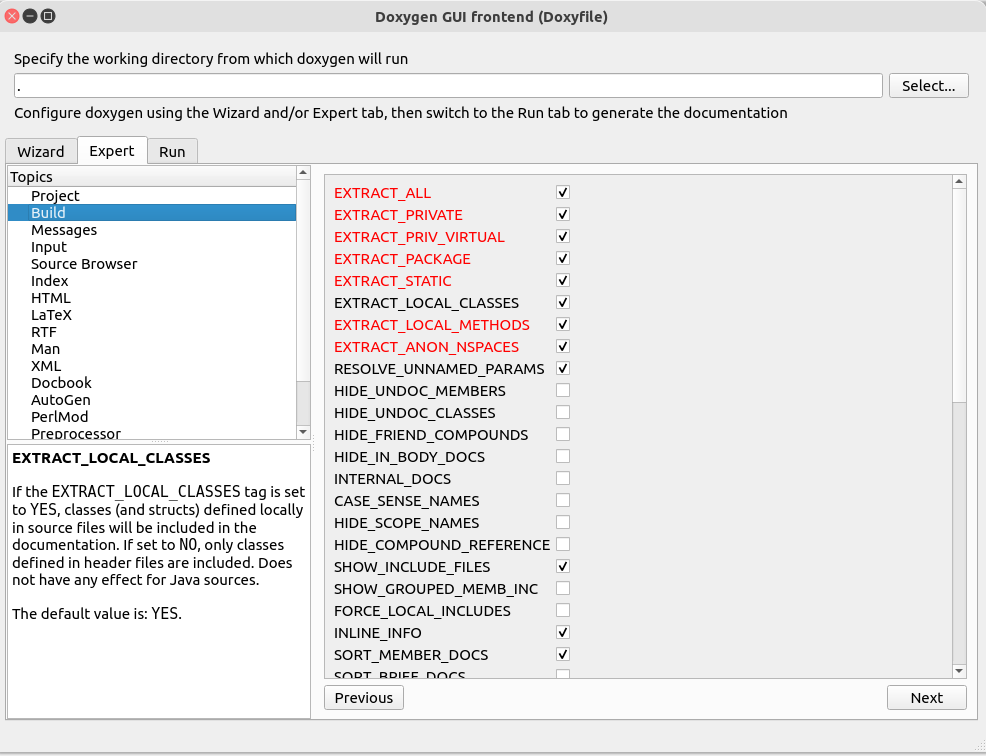 Doxygen GUI frontend (Doxyfile)
Specify the working directory from which doxygen will run
.
Select...
Configure doxygen using the Wizard and/or Expert tab, then switch to the Run tab to generate the documentation
Wizard
Expert
Run
Topics
Project
Build
Messages
Input
Source Browser
Index
HTML
LaTeX
RTF
Man
XML
Docbook
AutoGen
PerlMod
Preprocessor
EXTRACT_LOCAL_CLASSES
If the EXTRACT_LOCAL_CLASSES tag is set
to YES, classes (and structs) defined locally
in source files will be included in the
documentation. If set to NO, only classes
defined in header files are included. Does
not have any effect for Java sources.
The default value is: YES.
EXTRACT_ALL
EXTRACT_PRIVATE
EXTRACT_PRIV_VIRTUAL
EXTRACT_PACKAGE
EXTRACT_STATIC
EXTRACT_LOCAL_CLASSES
EXTRACT_LOCAL_METHODS
EXTRACT_ANON_NSPACES
RESOLVE_UNNAMED_PARAMS
HIDE_UNDOC_MEMBERS
HIDE_UNDOC_CLASSES
HIDE_FRIEND_COMPOUNDS
HIDE_IN_BODY_DOCS
INTERNAL_DOCS
CASE_SENSE_NAMES
HIDE_SCOPE_NAMES
HIDE_COMPOUND_REFERENCE
SHOW_INCLUDE_FILES
SHOW_GROUPED_MEMB_INC
FORCE_LOCAL_INCLUDES
INLINE_INFO
SORT_MEMBER_DOCS
SORT_BRIEF_DOCS
Previous
Next